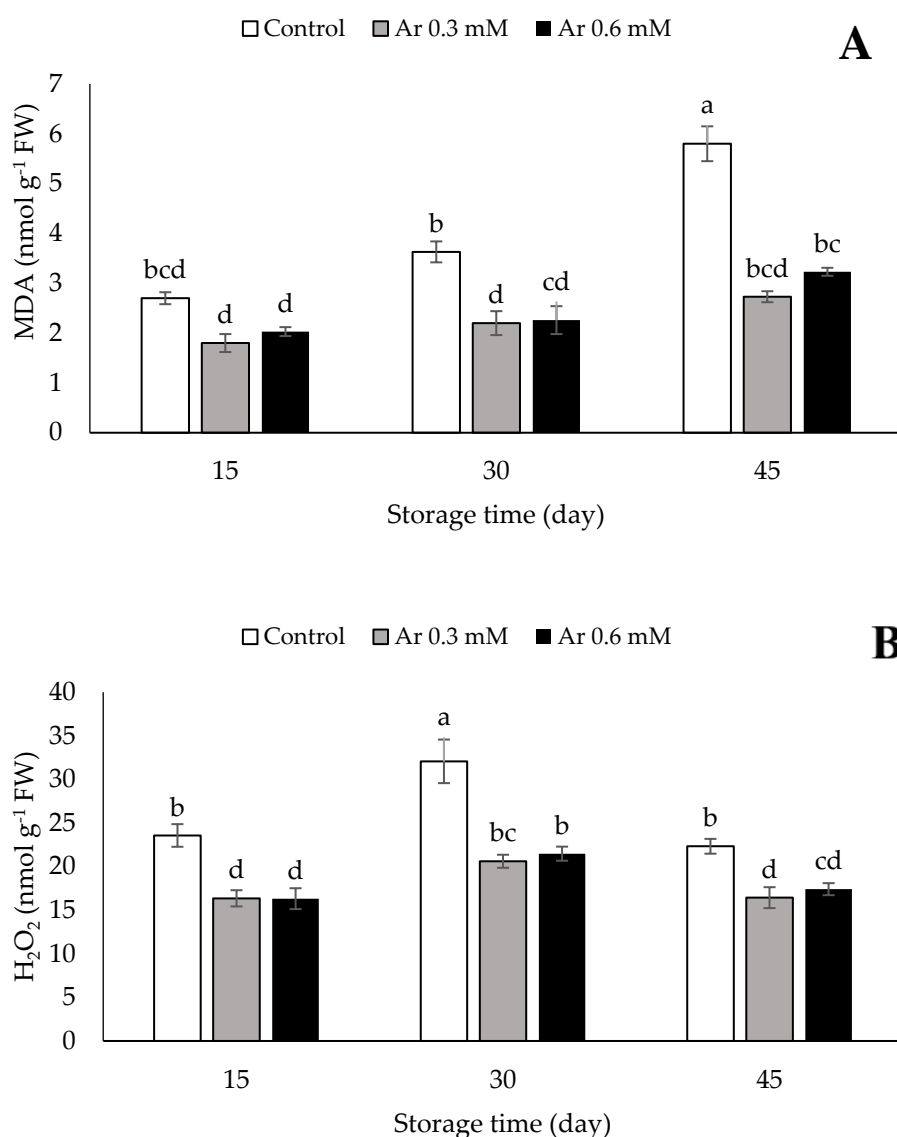 Control Ar 0.3 mM Ar 0.6 mM
A
MDA (nmol g⁻¹ FW)
7
6
5
4
3
2
1
0
bcd d d
b d cd
a bcd bc
15 30 45
Storage time (day)
Control Ar 0.3 mM Ar 0.6 mM
B
H₂O₂ (nmol g⁻¹ FW)
40
35
30
25
20
15
10
5
0
b d d
a bc b
b d cd
15 30 45
Storage time (day)